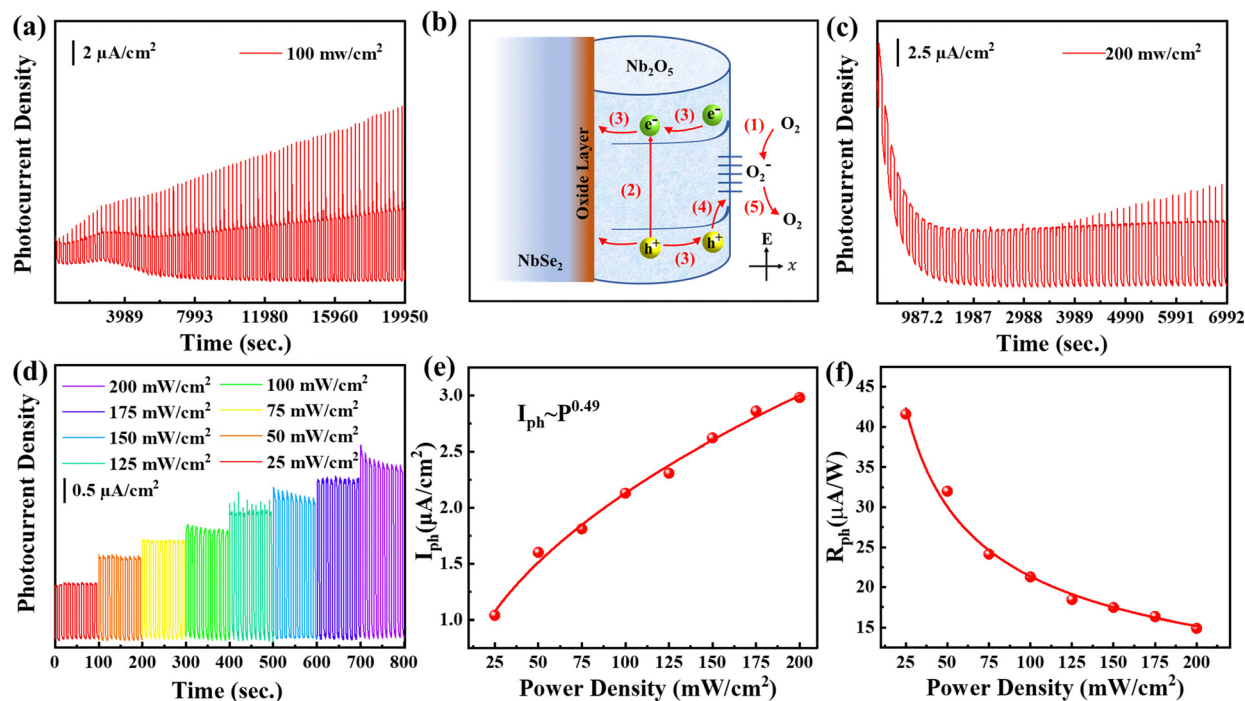 (a)
2 μA/cm²
100 mw/cm²
Photocurrent Density
3989 7993 11980 15960 19950
Time (sec.)
(b)
Nb₂O₅
Oxide Layer
NbSe₂
e⁻
e⁻
(3)
(3)
(1)
O₂
(2)
O₂⁻
(4)
(5)
O₂
h⁺
h⁺
(3)
E
x
(c)
2.5 μA/cm²
200 mw/cm²
Photocurrent Density
987.2 1987 2988 3989 4990 5991 6992
Time (sec.)
(d)
200 mW/cm²
175 mW/cm²
150 mW/cm²
125 mW/cm²
100 mW/cm²
75 mW/cm²
50 mW/cm²
25 mW/cm²
0.5 μA/cm²
Photocurrent Density
0 100 200 300 400 500 600 700 800
Time (sec.)
(e)
Iₚₕ~P⁰·⁴⁹
Iₚₕ(μA/cm²)
3.0
2.5
2.0
1.5
1.0
25 50 75 100 125 150 175 200
Power Density (mW/cm²)
(f)
Rₚₕ(μA/W)
45
40
35
30
25
20
15
25 50 75 100 125 150 175 200
Power Density (mW/cm²)